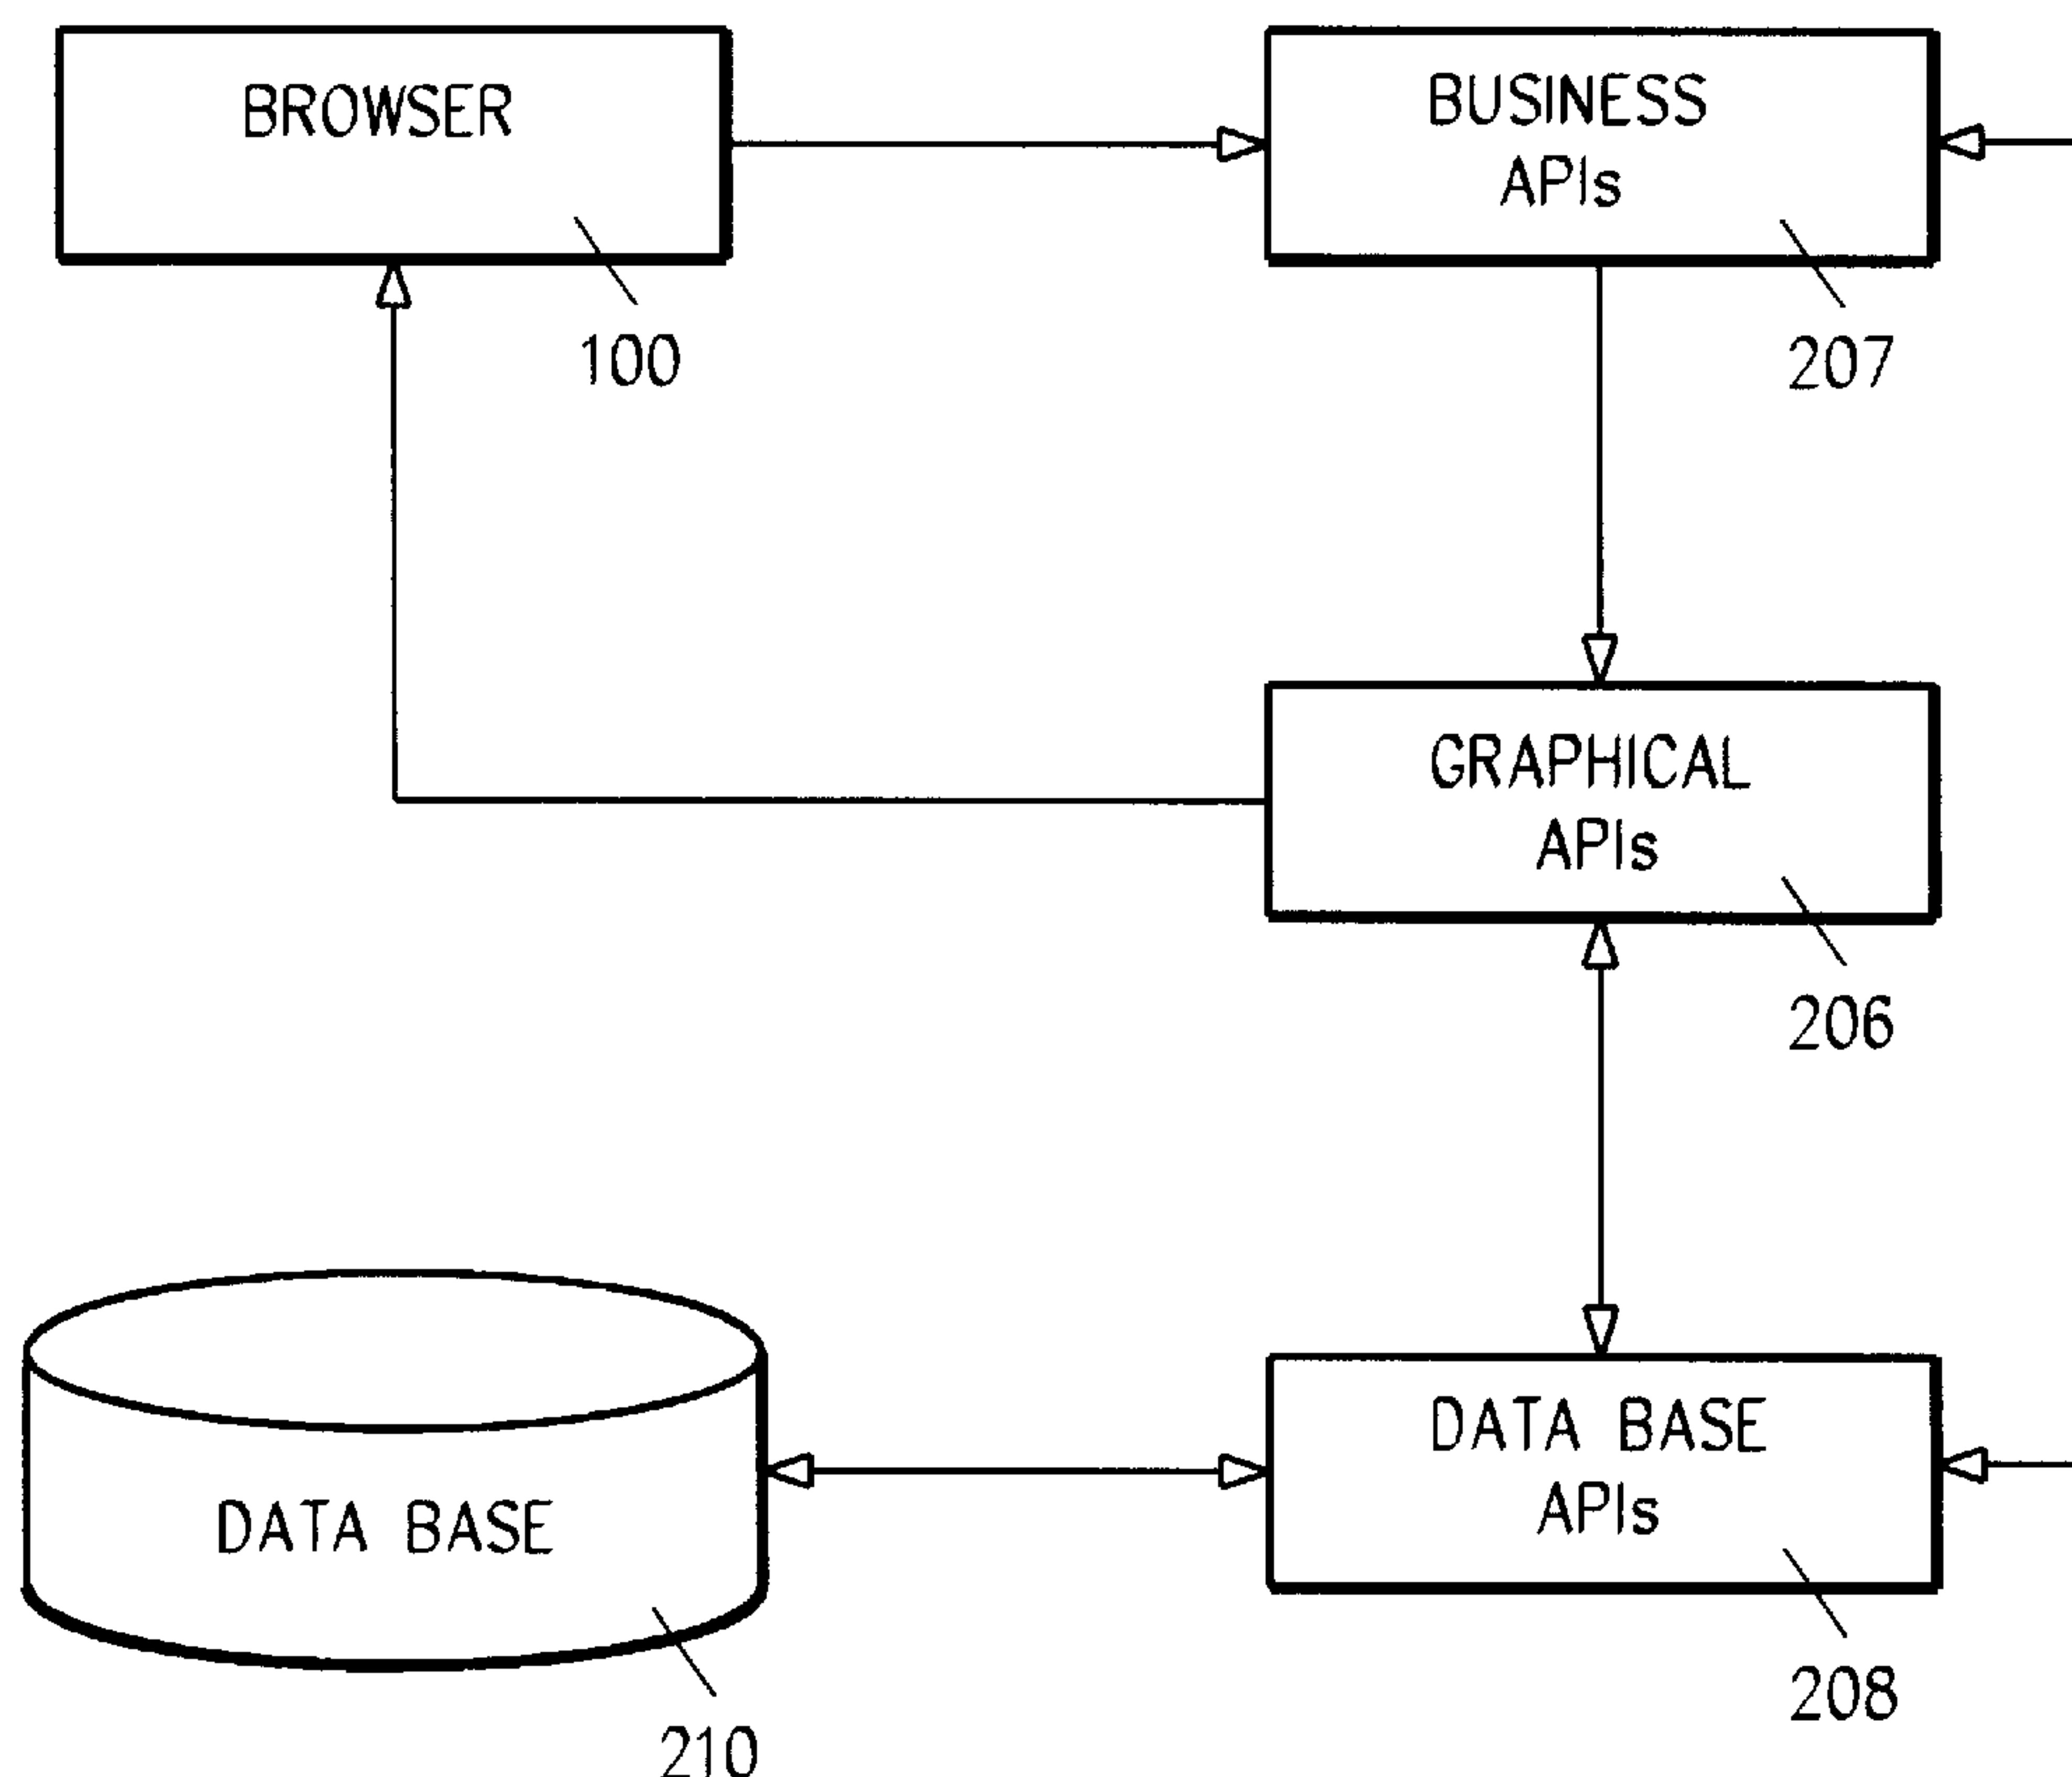 BROWSER
100
BUSINESS
APIs
207
GRAPHICAL
APIs
206
DATA BASE
210
DATA BASE
APIs
208